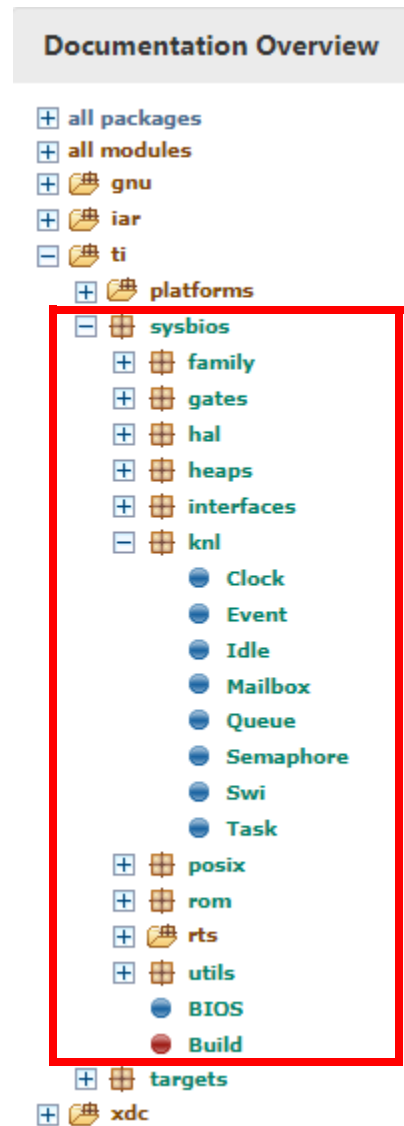 Documentation Overview
all packages
all modules
gnu
iar
ti
platforms
sysbios
family
gates
hal
heaps
interfaces
knl
Clock
Event
Idle
Mailbox
Queue
Semaphore
Swi
Task
posix
rom
rts
utils
BIOS
Build
targets
xdc